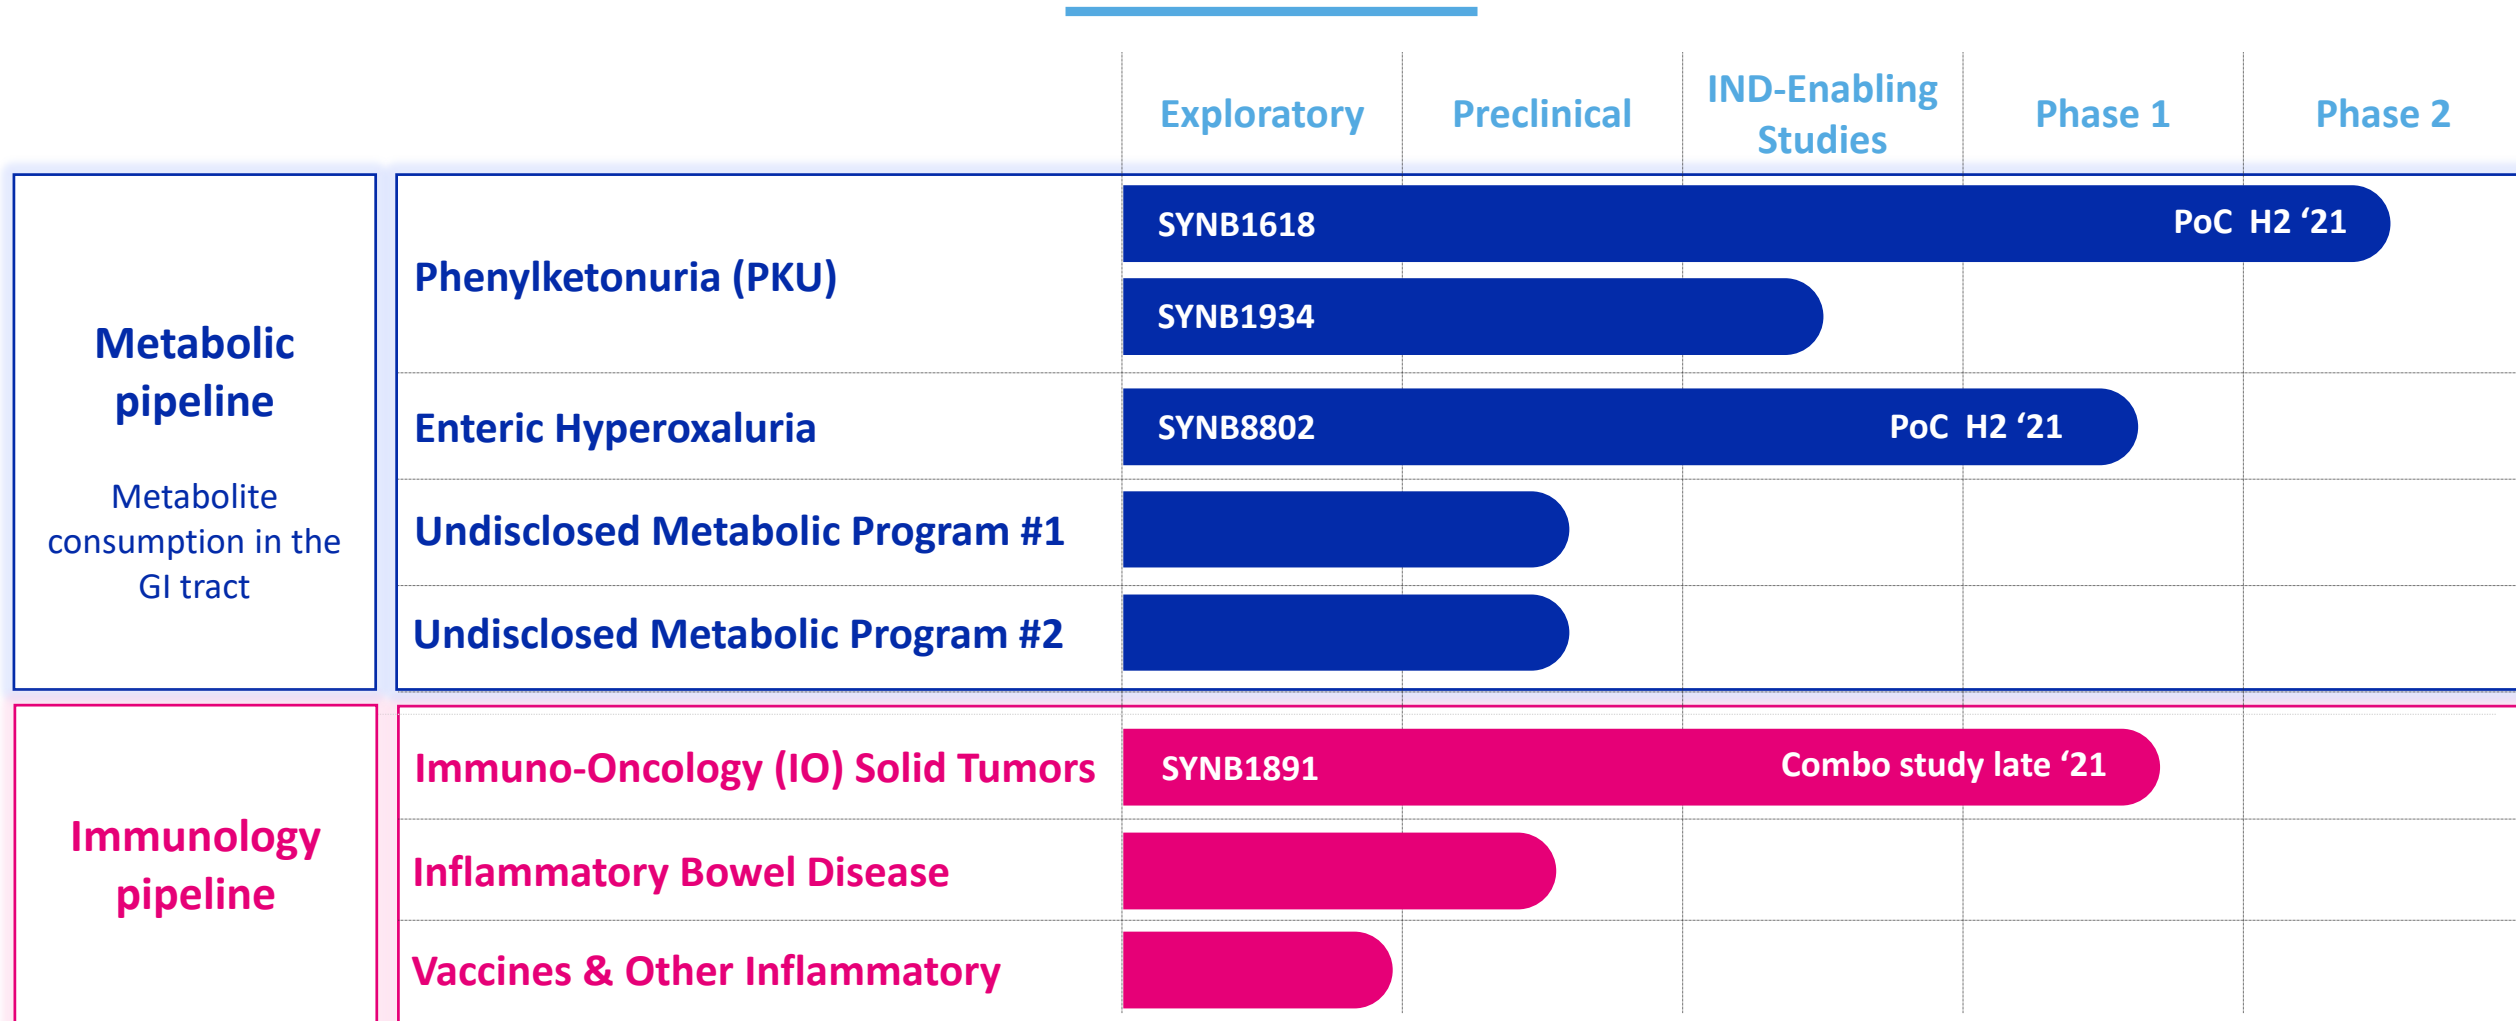 Exploratory
Preclinical
IND-Enabling
Studies
Phase 1
Phase 2
Metabolic
pipeline
Metabolite
consumption in the
GI tract
Phenylketonuria (PKU)
SYNB1618
PoC H2 ‘21
SYNB1934
Enteric Hyperoxaluria
SYNB8802
PoC H2 ‘21
Undisclosed Metabolic Program #1
Undisclosed Metabolic Program #2
Immunology
pipeline
Immuno-Oncology (IO) Solid Tumors
SYNB1891
Combo study late ‘21
Inflammatory Bowel Disease
Vaccines & Other Inflammatory